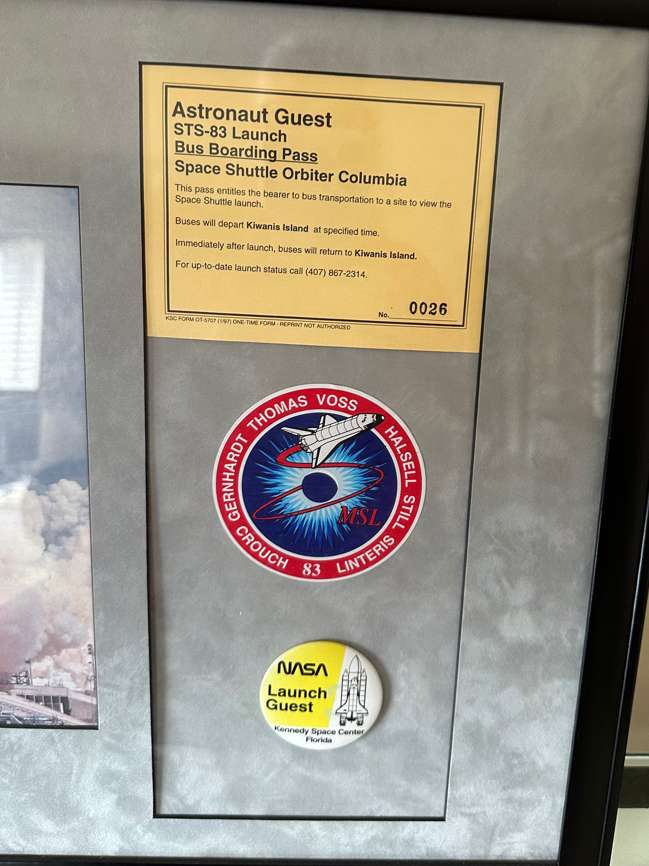 Astronaut Guest
STS-83 Launch
Bus Boarding Pass
Space Shuttle Orbiter Columbia
This pass entitles the bearer to bus transportation to a site to view the
Space Shuttle launch.
Buses will depart Kiwanis Island at specified time.
Immediately after launch, buses will return to Kiwanis Island.
For up-to-date launch status call (407) 867-2314.
No. 0026
KSC FORM OT-5707 (1/97) ONE-TIME FORM - REPRINT NOT AUTHORIZED
GERNHARDT THOMAS VOSS
HALSELL STILL
MSL
CROUCH 83 LINTERIS
NASA
Launch
Guest
Kennedy Space Center
Florida